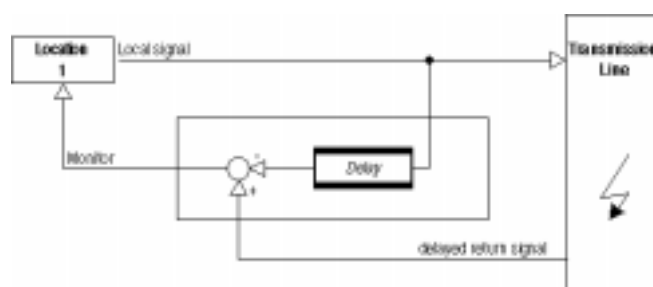 Location
1
Local signal
Transmission
Line
Monitor
-
Delay
+
delayed return signal